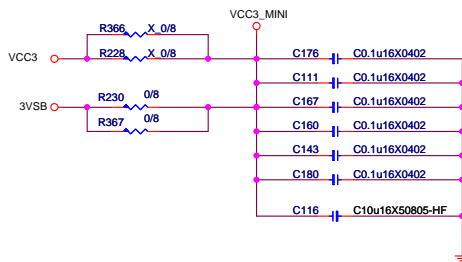 VCC3_MINI
R366 X_0/8
R228 X_0/8
VCC3
C176 C0.1u16X0402
C111 C0.1u16X0402
R230 0/8
3VSB
C167 C0.1u16X0402
R367 0/8
C160 C0.1u16X0402
C143 C0.1u16X0402
C180 C0.1u16X0402
C116 C10u16X50805-HF